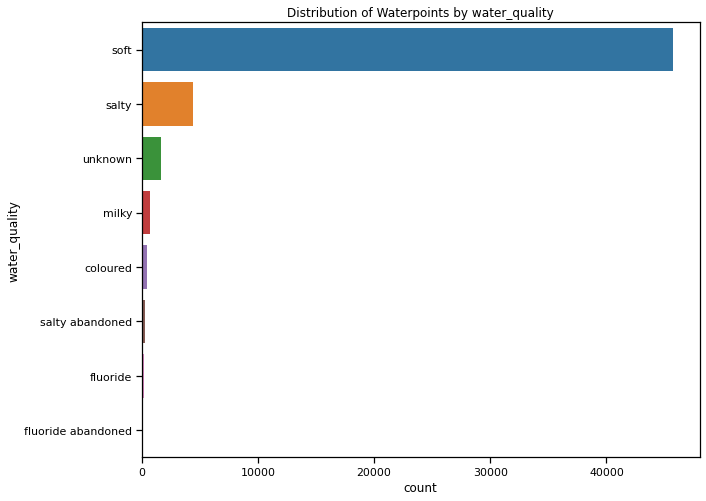 Distribution of Waterpoints by water_quality
water_quality
soft
salty
unknown
milky
coloured
salty abandoned
fluoride
fluoride abandoned
0 10000 20000 30000 40000
count